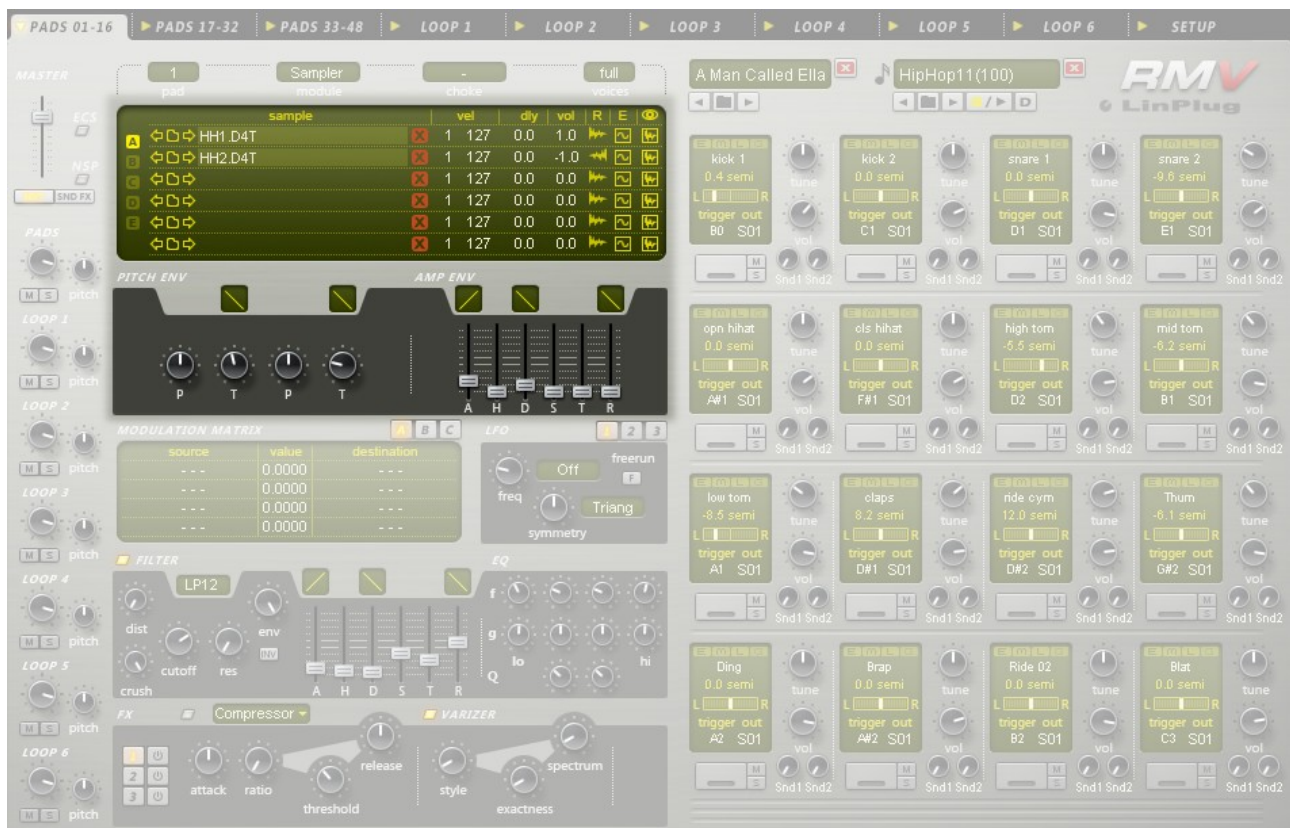 PADS 01-16 PADS 17-32 PADS 33-48 LOOP 1 LOOP 2 LOOP 3 LOOP 4 LOOP 5 LOOP 6 SETUP
MASTER
ECS
NSP
SND FX
PADS
M S pitch
LOOP 1
M S pitch
LOOP 2
M S pitch
LOOP 3
M S pitch
LOOP 4
M S pitch
LOOP 5
M S pitch
LOOP 6
M S pitch
1 Sampler - full
pad module choke voices
sample vel dly vol R E
A HH1.D4T X 1 127 0.0 1.0
B HH2.D4T X 1 127 0.0 -1.0
C X 1 127 0.0 0.0
D X 1 127 0.0 0.0
E X 1 127 0.0 0.0
X 1 127 0.0 0.0
PITCH ENV AMP ENV
P T P T A H D S T R
MODULATION MATRIX A B C
source value destination
- - - 0.0000 - - -
- - - 0.0000 - - -
- - - 0.0000 - - -
- - - 0.0000 - - -
LFO 1 2 3
freerun
Off F
freq
Triang
symmetry
FILTER
LP12
dist env
INV
cutoff res
crush A H D S T R
EQ
f
g
lo hi
Q
FX Compressor
1
2
3
attack ratio threshold release
VARIZER
style exactness spectrum
A Man Called Ella HipHop11(100)
D
RMV
LinPlug
E M L G E M L G E M L G E M L G
kick 1 kick 2 snare 1 snare 2
0.4 semi 0.0 semi 0.0 semi -9.6 semi
tune tune tune tune
L R L R L R L R
trigger out trigger out trigger out trigger out
B0 S01 C1 S01 D1 S01 E1 S01
vol vol vol vol
M S M S M S M S
Snd1 Snd2 Snd1 Snd2 Snd1 Snd2 Snd1 Snd2
E M L G E M L G E M L G E M L G
opn hihat cls hihat high tom mid tom
0.0 semi 0.0 semi -5.5 semi -6.2 semi
tune tune tune tune
L R L R L R L R
trigger out trigger out trigger out trigger out
A#1 S01 F#1 S01 D2 S01 B1 S01
vol vol vol vol
M S M S M S M S
Snd1 Snd2 Snd1 Snd2 Snd1 Snd2 Snd1 Snd2
E M L G E M L G E M L G E M L G
low tom claps ride cym Thum
-8.5 semi 8.2 semi 12.0 semi -6.1 semi
tune tune tune tune
L R L R L R L R
trigger out trigger out trigger out trigger out
A1 S01 D#1 S01 D#2 S01 G#2 S01
vol vol vol vol
M S M S M S M S
Snd1 Snd2 Snd1 Snd2 Snd1 Snd2 Snd1 Snd2
E M L G E M L G E M L G E M L G
Ding Brap Ride 02 Blat
0.0 semi 0.0 semi 0.0 semi 0.0 semi
tune tune tune tune
L R L R L R L R
trigger out trigger out trigger out trigger out
A2 S01 A#2 S01 B2 S01 C3 S01
vol vol vol vol
M S M S M S M S
Snd1 Snd2 Snd1 Snd2 Snd1 Snd2 Snd1 Snd2